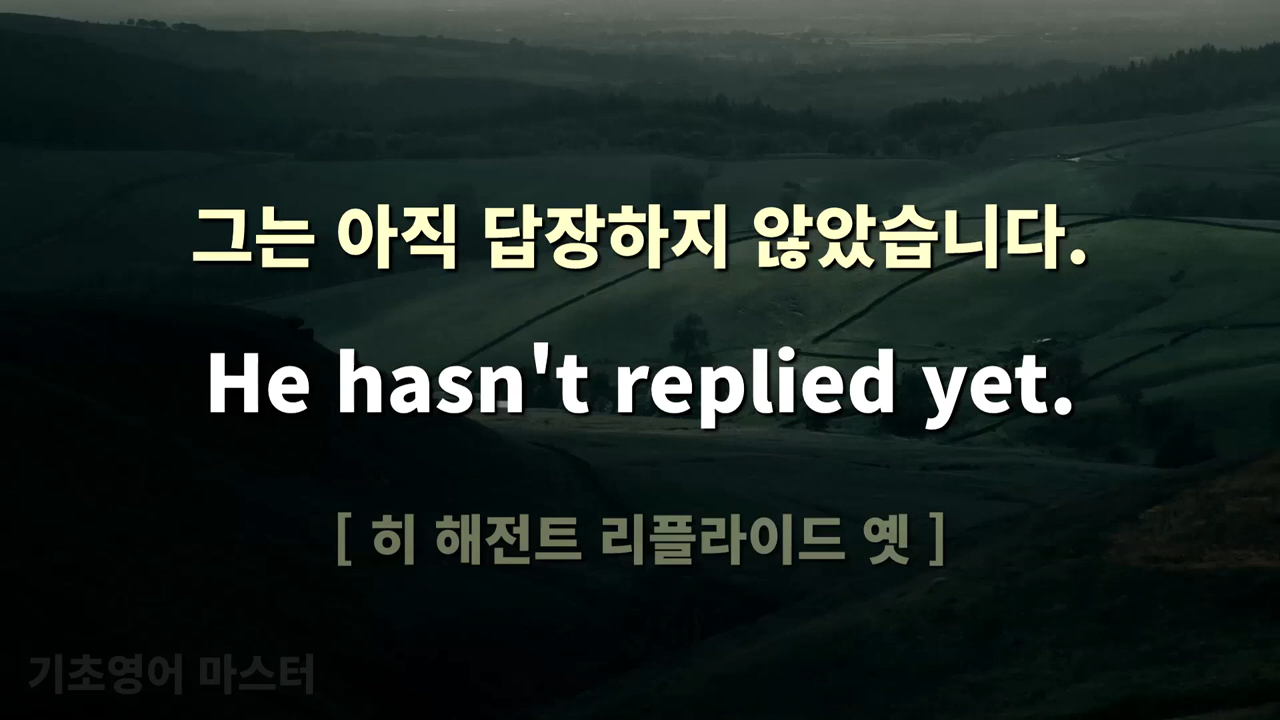 그는 아직 답장하지 않았습니다.
He hasn't replied yet.
[ 히 해전트 리플라이드 옛 ]
기초영어 마스터